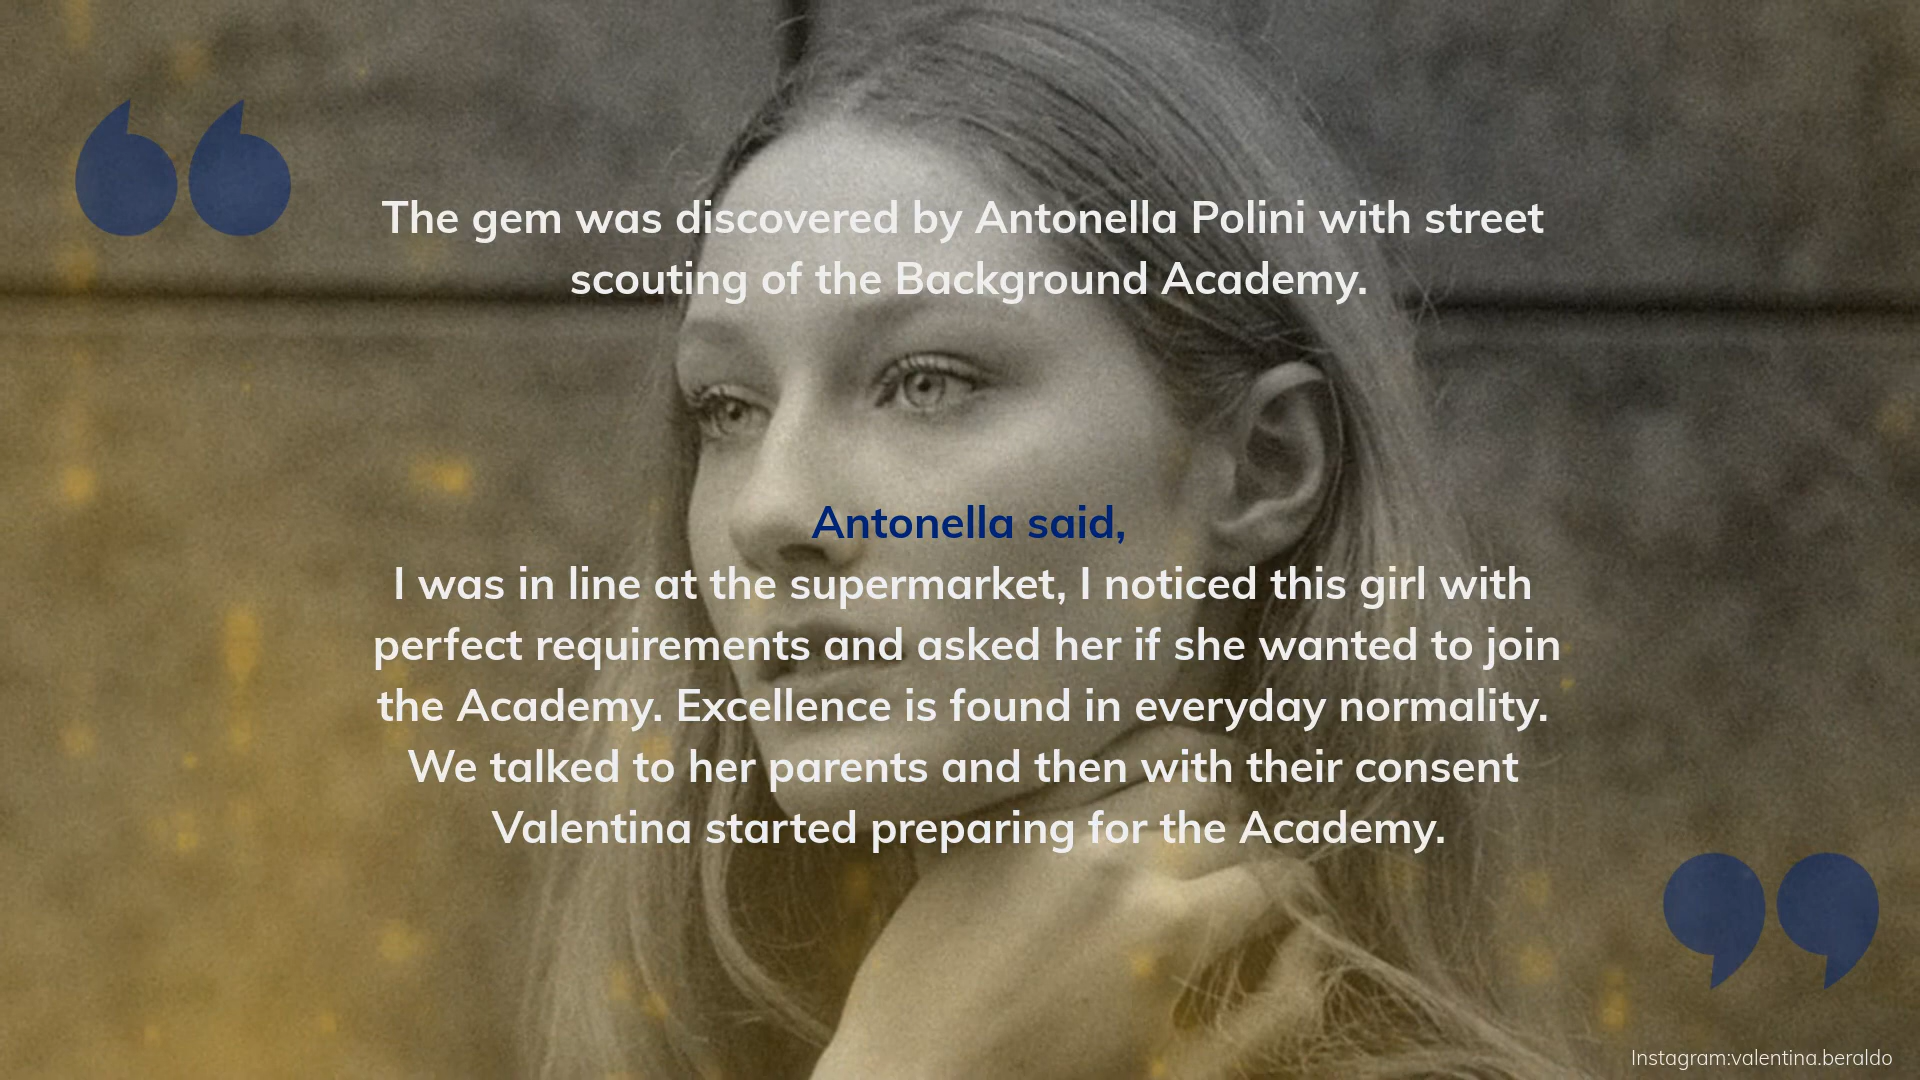 The gem was discovered by Antonella Polini with street
scouting of the Background Academy.
Antonella said,
I was in line at the supermarket, I noticed this girl with
perfect requirements and asked her if she wanted to join
the Academy. Excellence is found in everyday normality.
We talked to her parents and then with their consent
Valentina started preparing for the Academy.
Instagram:valentina.beraldo